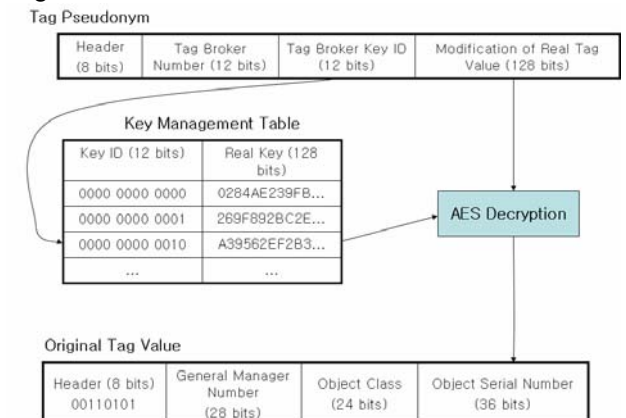 Tag Pseudonym
Header
(8 bits)
Tag Broker
Number (12 bits)
Tag Broker Key ID
(12 bits)
Modification of Real Tag
Value (128 bits)
Key Management Table
Key ID (12 bits)
Real Key (128
bits)
0000 0000 0000
0284AE239FB...
0000 0000 0001
269F892BC2E...
0000 0000 0010
A39562EF2B3...
...
...
AES Decryption
Original Tag Value
Header (8 bits)
00110101
General Manager
Number
(28 bits)
Object Class
(24 bits)
Object Serial Number
(36 bits)